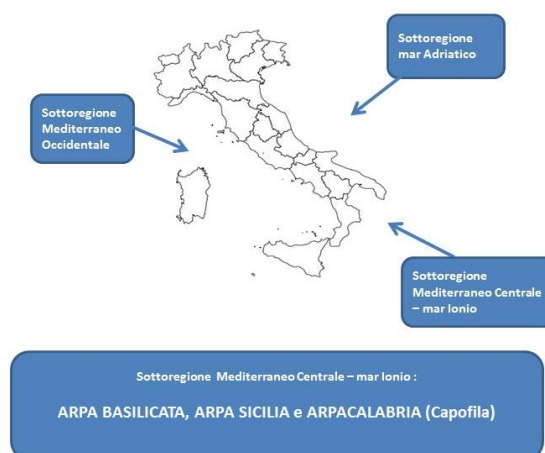 Sottoregione
mar Adriatico
Sottoregione
Mediterraneo
Occidentale
Sottoregione
Mediterraneo Centrale
– mar Ionio
Sottoregione Mediterraneo Centrale – mar Ionio :
ARPA BASILICATA, ARPA SICILIA e ARPACALABRIA (Capofila)